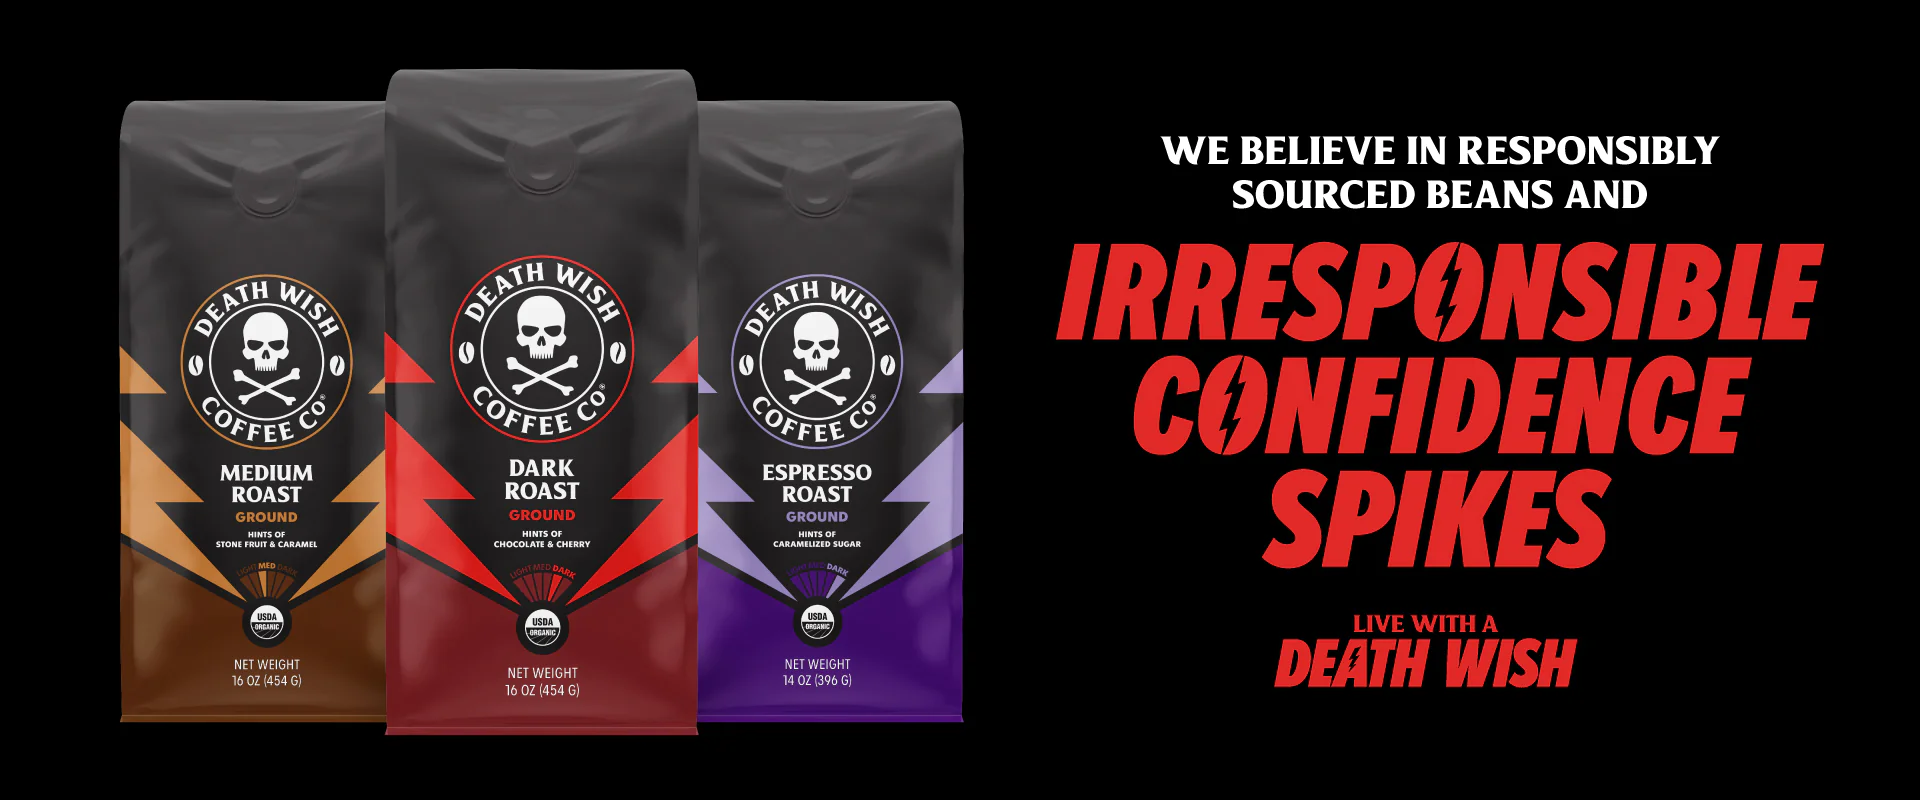 DEATH WISH
COFFEE CO®
MEDIUM
ROAST
GROUND
HINTS OF
STONE FRUIT & CARAMEL
LIGHT MED DARK
USDA
ORGANIC
NET WEIGHT
16 OZ (454 G)
DEATH WISH
COFFEE CO®
DARK
ROAST
GROUND
HINTS OF
CHOCOLATE & CHERRY
LIGHT MED DARK
USDA
ORGANIC
NET WEIGHT
16 OZ (454 G)
DEATH WISH
COFFEE CO®
ESPRESSO
ROAST
GROUND
HINTS OF
CARAMELIZED SUGAR
LIGHT MED DARK
USDA
ORGANIC
NET WEIGHT
14 OZ (396 G)
WE BELIEVE IN RESPONSIBLY
SOURCED BEANS AND
IRRESPONSIBLE
CONFIDENCE
SPIKES
LIVE WITH A
DEATH WISH